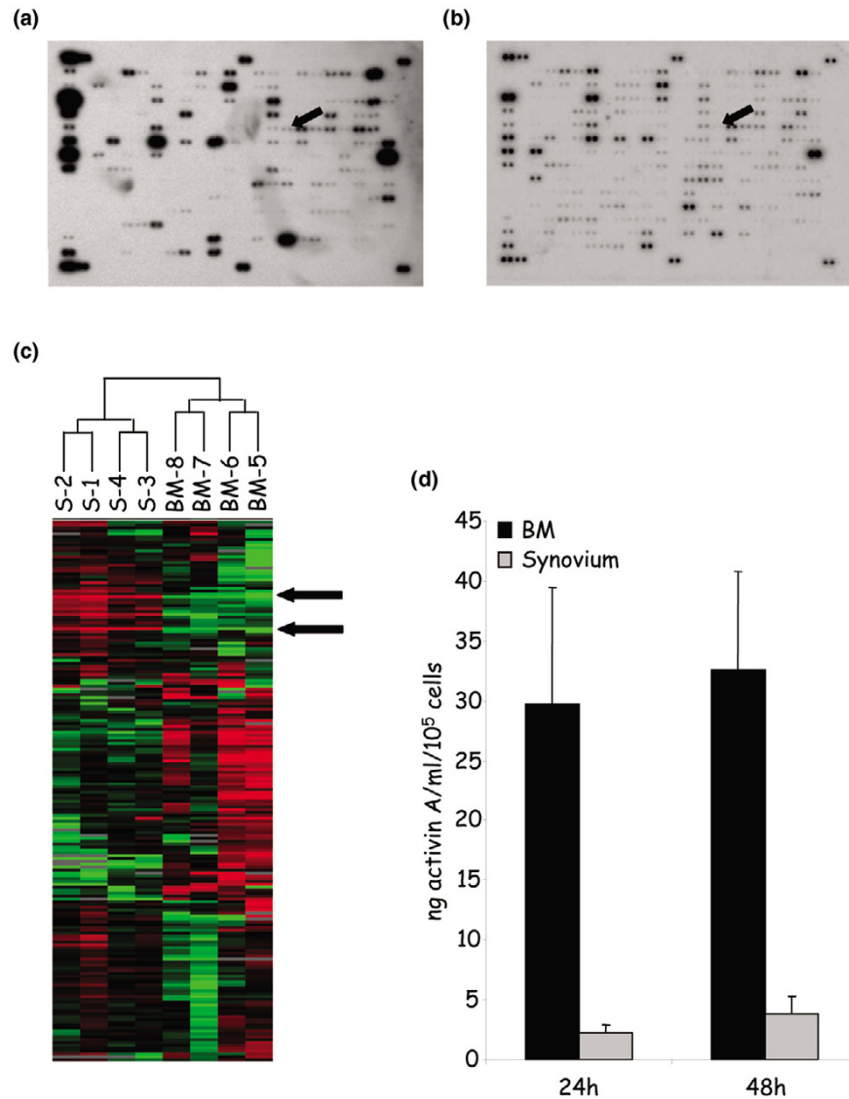 (a)
(b)
(c)
S-2
S-1
S-4
S-3
BM-8
BM-7
BM-6
BM-5
(d)
BM
Synovium
ng activin A/ml/10⁵ cells
45
40
35
30
25
20
15
10
5
0
24h
48h